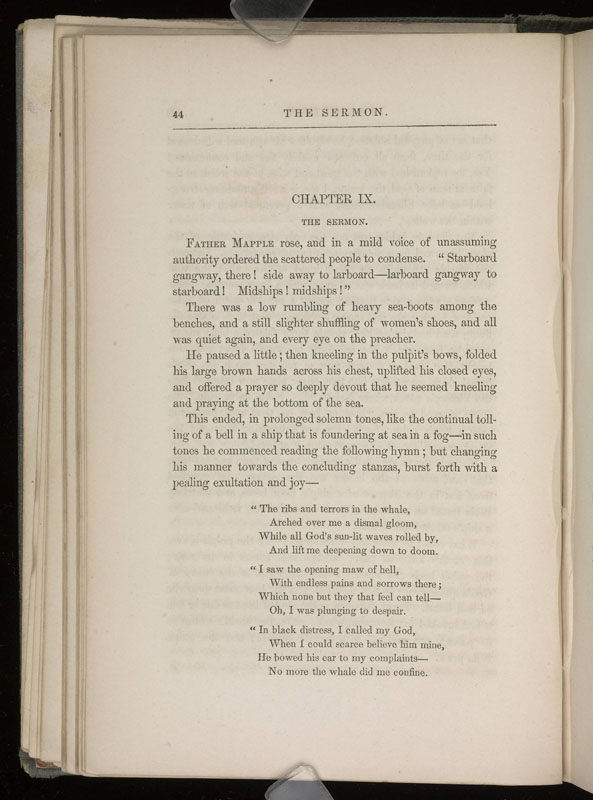 44
THE SERMON.
CHAPTER IX.
THE SERMON.
FATHER MAPPLE rose, and in a mild voice of unassuming
authority ordered the scattered people to condense. “ Starboard
gangway, there ! side away to larboard—larboard gangway to
starboard ! Midships ! midships !”
There was a low rumbling of heavy sea-boots among the
benches, and a still slighter shuffling of women's shoes, and all
was quiet again, and every eye on the preacher.
He paused a little ; then kneeling in the pulpit's bows, folded
his large brown hands across his chest, uplifted his closed eyes,
and offered a prayer so deeply devout that he seemed kneeling
and praying at the bottom of the sea.
This ended, in prolonged solemn tones, like the continual toll-
ing of a bell in a ship that is foundering at sea in a fog—in such
tones he commenced reading the following hymn ; but changing
his manner towards the concluding stanzas, burst forth with a
pealing exultation and joy—
“ The ribs and terrors in the whale,
Arched over me a dismal gloom,
While all God's sun-lit waves rolled by,
And lift me deepening down to doom.
“ I saw the opening maw of hell,
With endless pains and sorrows there ;
Which none but they that feel can tell—
Oh, I was plunging to despair.
“ In black distress, I called my God,
When I could scarce believe him mine,
He bowed his ear to my complaints—
No more the whale did me confine.